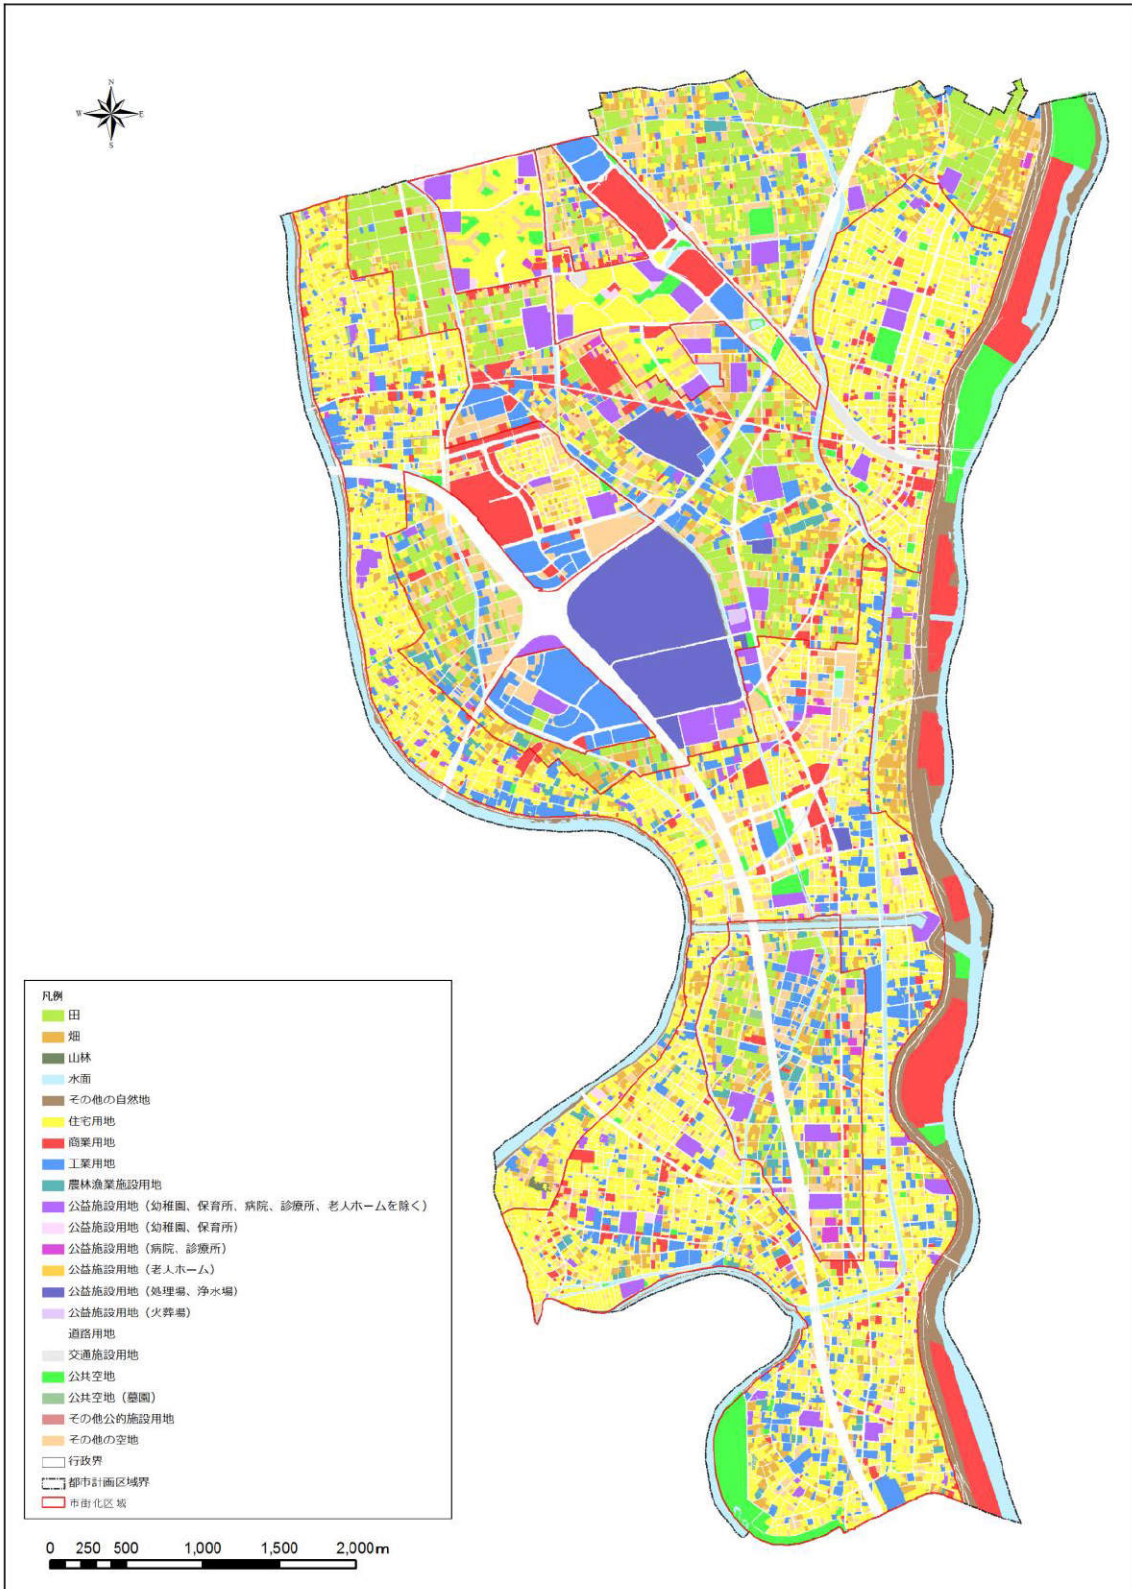 N
W E
S
凡例
田
畑
山林
水面
その他の自然地
住宅用地
商業用地
工業用地
農林漁業施設用地
公益施設用地（幼稚園、保育所、病院、診療所、老人ホームを除く）
公益施設用地（幼稚園、保育所）
公益施設用地（病院、診療所）
公益施設用地（老人ホーム）
公益施設用地（処理場、浄水場）
公益施設用地（火葬場）
道路用地
交通施設用地
公共空地
公共空地（墓園）
その他公的施設用地
その他の空地
行政界
都市計画区域界
市街化区域
0 250 500 1,000 1,500 2,000m